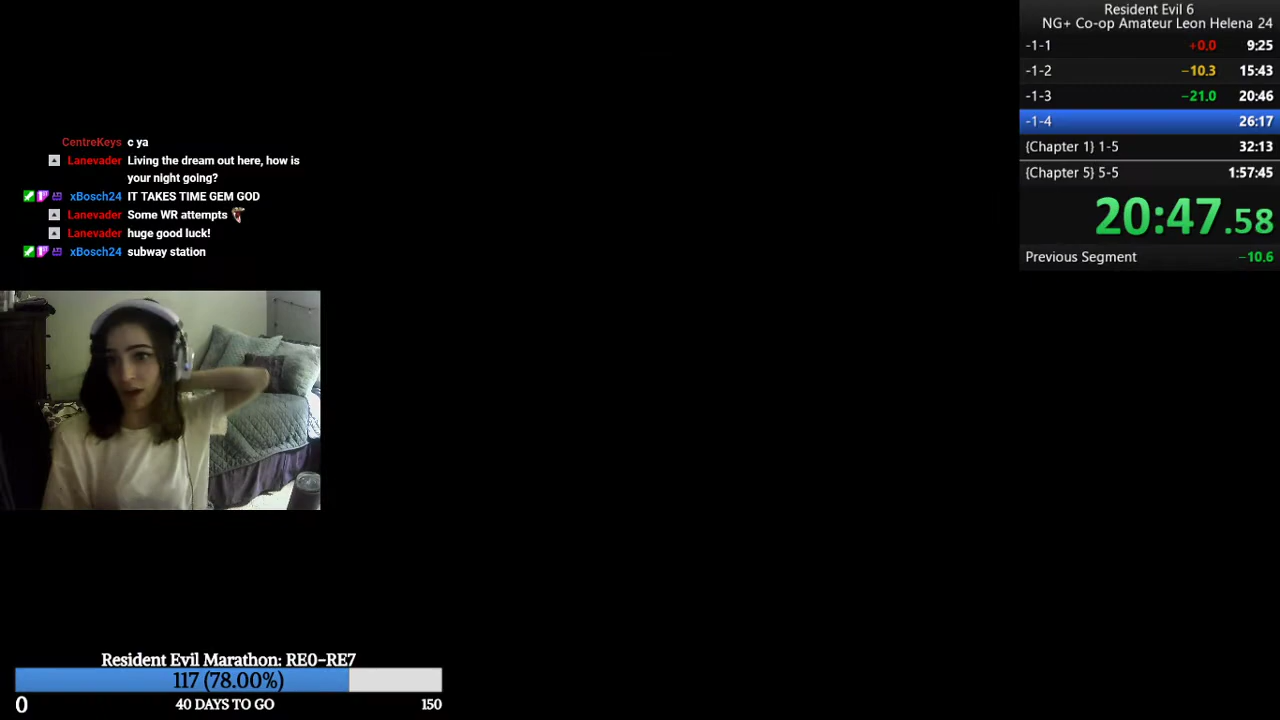 Resident Evil 6
NG+ Co-op Amateur Leon Helena 24
-1-1 +0.0 9:25
-1-2 −10.3 15:43
-1-3 −21.0 20:46
-1-4 26:17
{Chapter 1} 1-5 32:13
{Chapter 5} 5-5 1:57:45
20:47.58
Previous Segment −10.6
CentreKeys c ya
Lanevader Living the dream out here, how is
your night going?
xBosch24 IT TAKES TIME GEM GOD
Lanevader Some WR attempts
Lanevader huge good luck!
xBosch24 subway station
Resident Evil Marathon: RE0-RE7
117 (78.00%)
0 40 DAYS TO GO 150